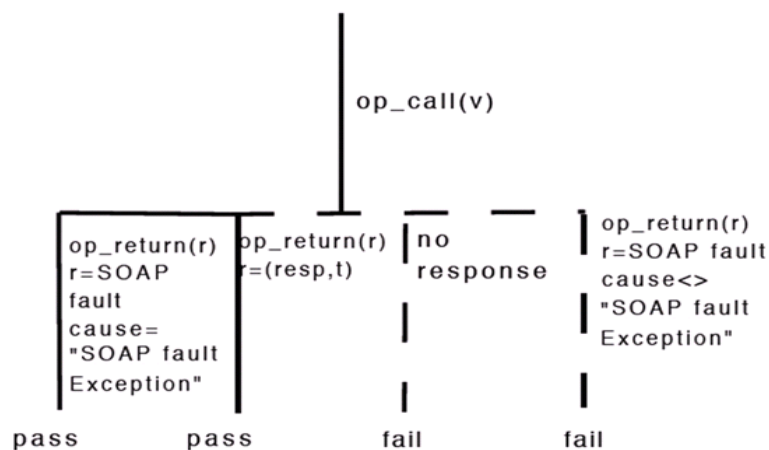 op_call(v)
op_return(r)
r=SOAP
fault
cause=
"SOAP fault
Exception"
op_return(r)
r=(resp,t)
no
response
op_return(r)
r=SOAP fault
cause<>
"SOAP fault
Exception"
pass
pass
fail
fail